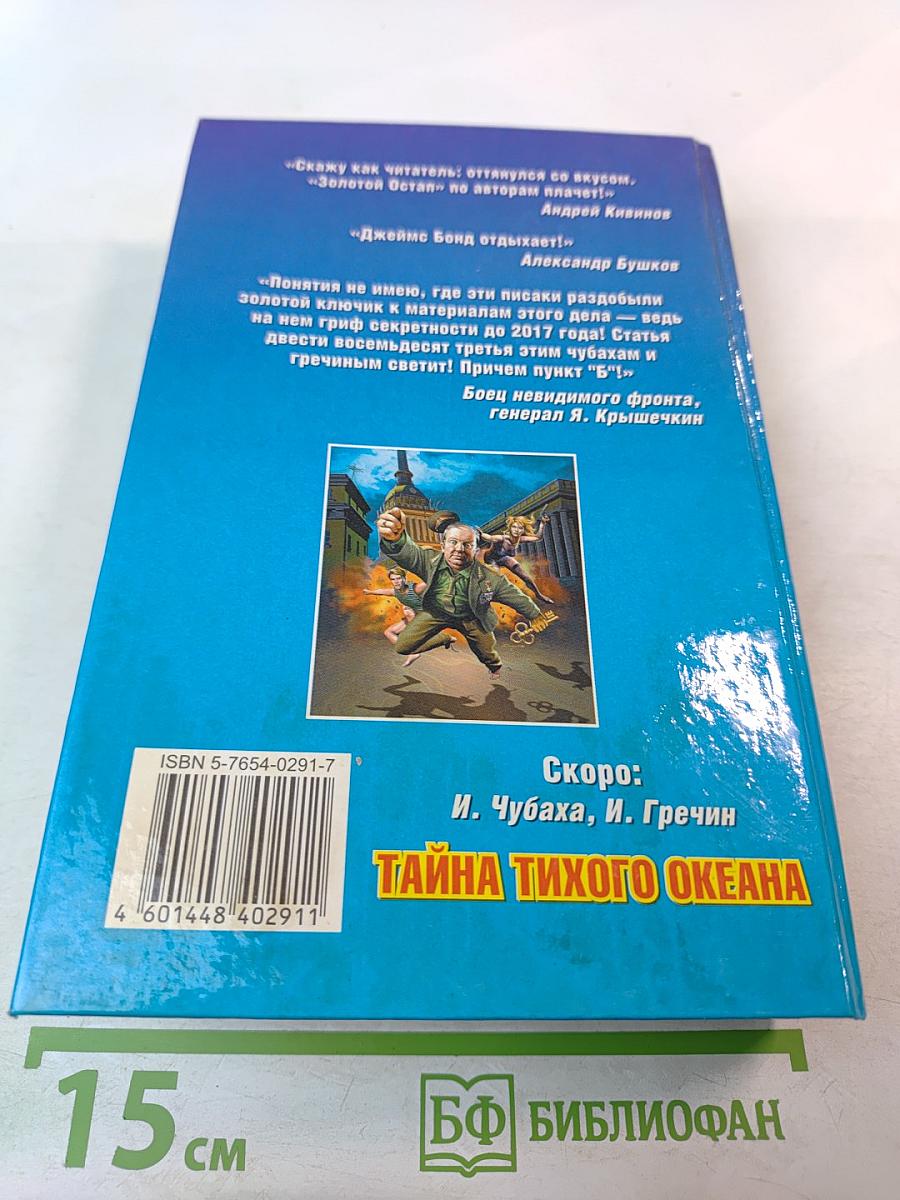 «Скажу как читатель: оттянулся со вкусом.
«Золотой Остап» по авторам плачет!»
Андрей Кивинов
«Джеймс Бонд отдыхает!»
Александр Бушков
«Понятия не имею, где эти писаки раздобыли
золотой ключик к материалам этого дела — ведь
на нем гриф секретности до 2017 года! Статья
двести восемьдесят третья этим чубахам и
гречиным светит! Причем пункт "Б"!»
Боец невидимого фронта,
генерал Я. Крышечкин
ISBN 5-7654-0291-7
4 601448 402911
Скоро:
И. Чубаха, И. Гречин
ТАЙНА ТИХОГО ОКЕАНА
15 см
БФ БИБЛИОФАН